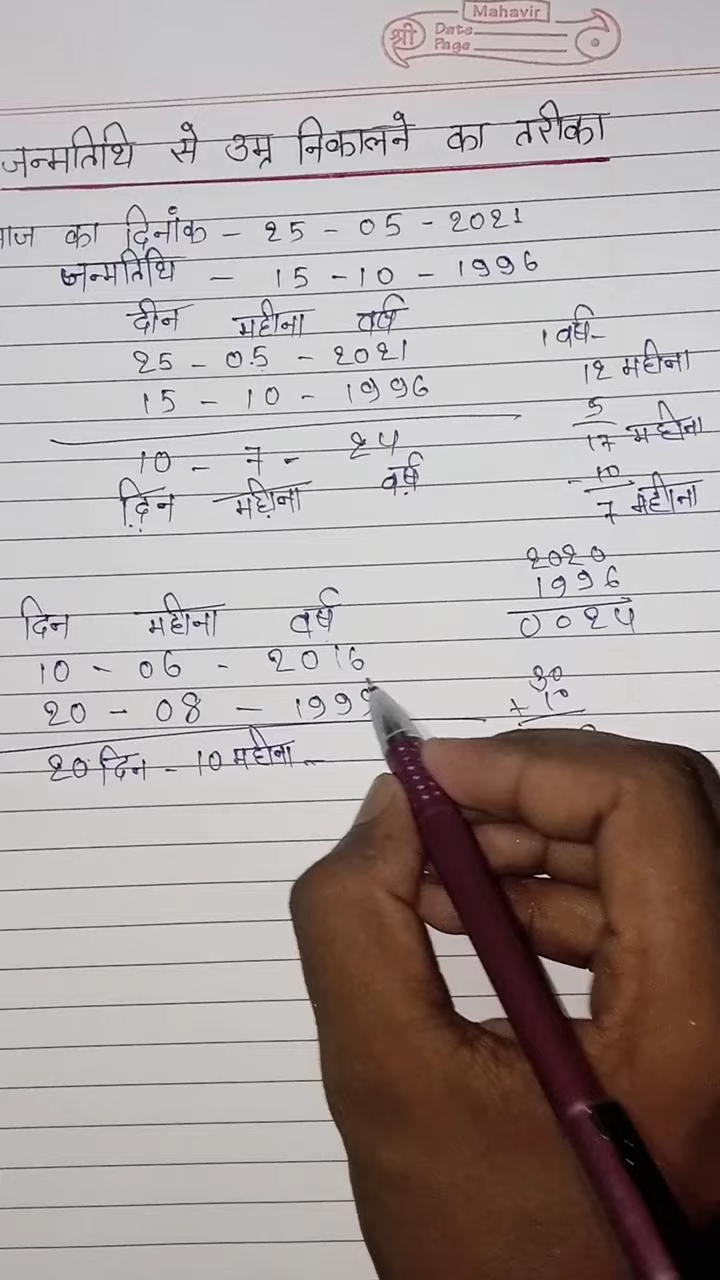 Mahavir
श्री Date
Page
जन्मतिथि से उम्र निकालने का तरीका
का दिनांक - 25 - 05 - 2021
जन्मतिथि - 15 - 10 - 1996
दीन महीना वर्ष
25 - 05 - 2021
15 - 10 - 1996
10 - 7 - 24
दिन महीना वर्ष
1 वर्ष -
12 महीना
5
17 महीना
- 10
7 महीना
2020
1996
0024
दिन महीना वर्ष
10 - 06 - 2016
20 - 08 - 1999
20 दिन - 10 महीना -
30
+ 10